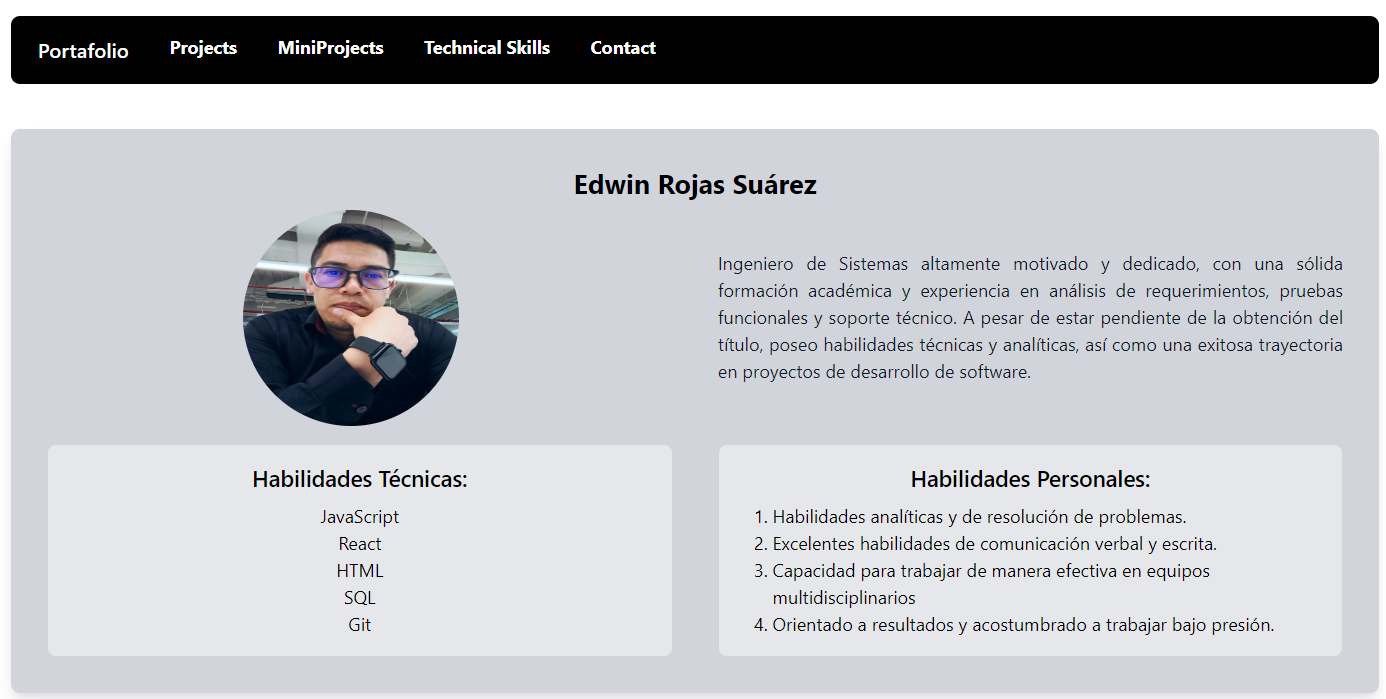 Portafolio Projects MiniProjects Technical Skills Contact
Edwin Rojas Suárez
Ingeniero de Sistemas altamente motivado y dedicado, con una sólida
formación académica y experiencia en análisis de requerimientos, pruebas
funcionales y soporte técnico. A pesar de estar pendiente de la obtención del
título, poseo habilidades técnicas y analíticas, así como una exitosa trayectoria
en proyectos de desarrollo de software.
Habilidades Técnicas:
JavaScript
React
HTML
SQL
Git
Habilidades Personales:
1. Habilidades analíticas y de resolución de problemas.
2. Excelentes habilidades de comunicación verbal y escrita.
3. Capacidad para trabajar de manera efectiva en equipos
multidisciplinarios
4. Orientado a resultados y acostumbrado a trabajar bajo presión.